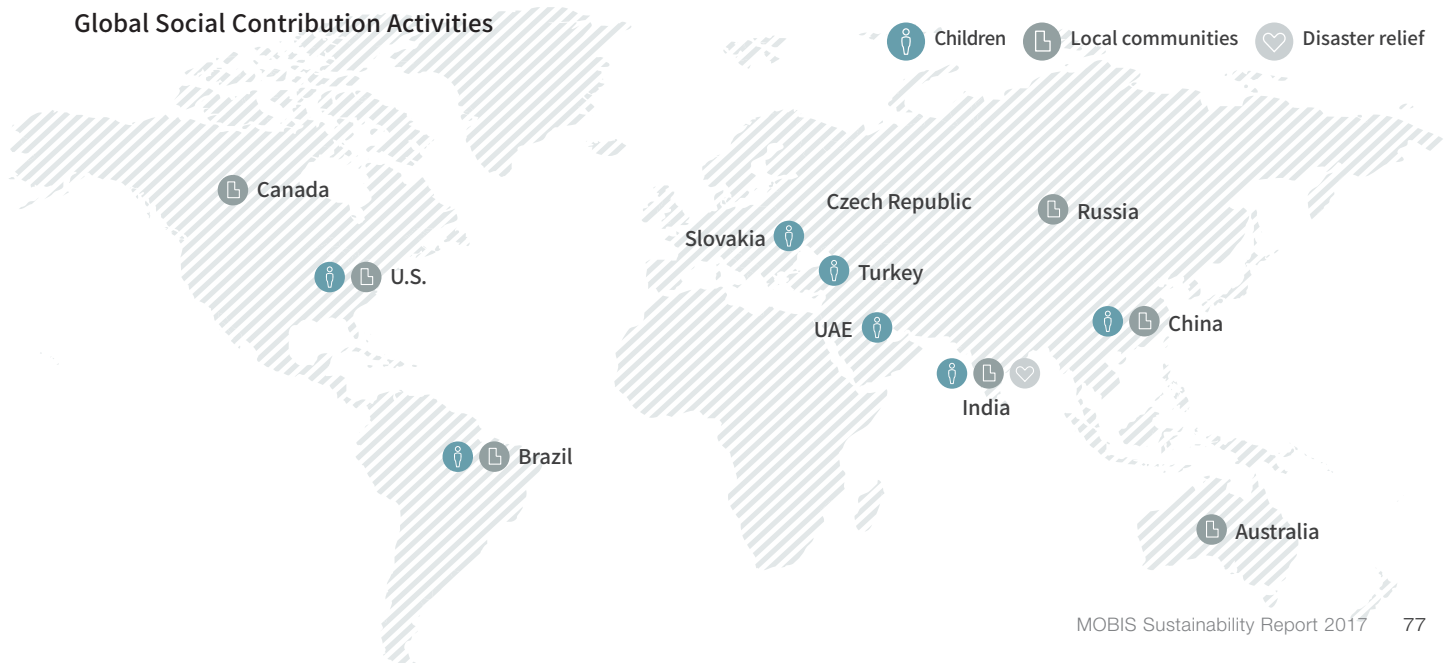 Global Social Contribution Activities
Children
Local communities
Disaster relief
Canada
Czech Republic
Russia
Slovakia
U.S.
Turkey
UAE
China
India
Brazil
Australia
MOBIS Sustainability Report 2017 77